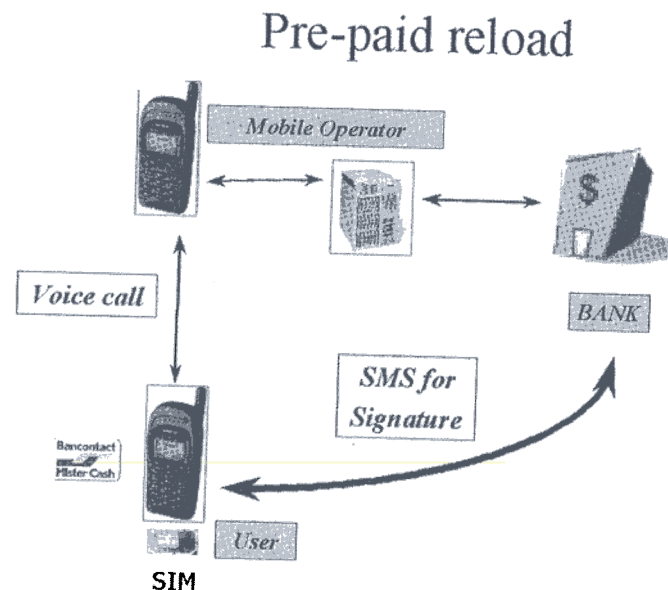 Pre-paid reload
Mobile Operator
$
Voice call
BANK
SMS for
Signature
Bancontact
Mister Cash
User
SIM